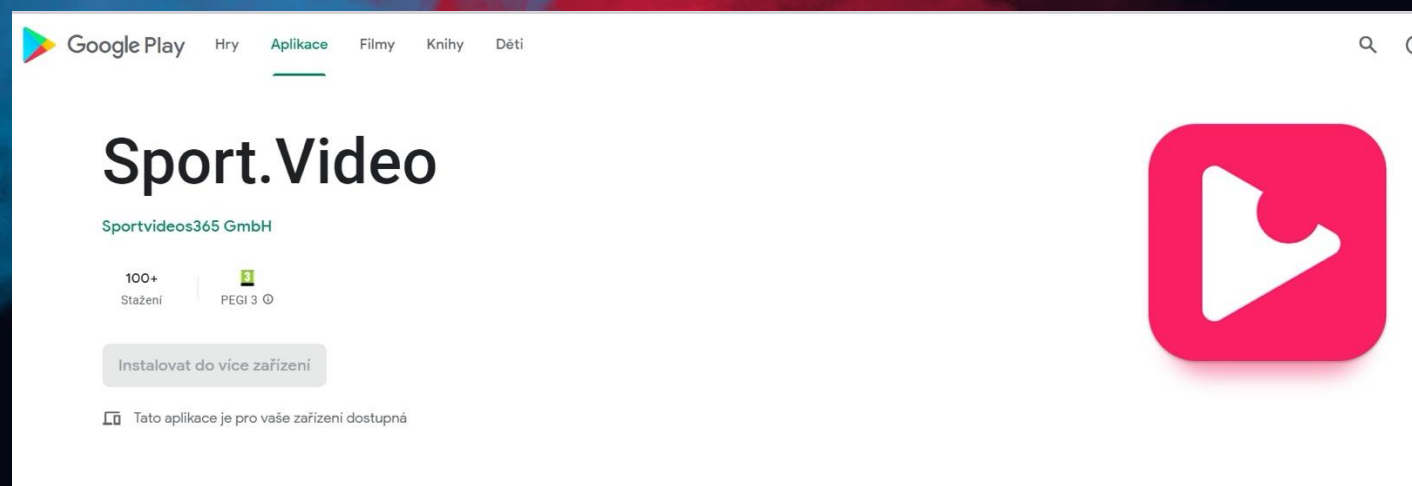 Google Play Hry Aplikace Filmy Knihy Děti
Sport.Video
Sportvideos365 GmbH
100+ 3
Stažení PEGI 3
Instalovat do více zařízení
Tato aplikace je pro vaše zařízení dostupná